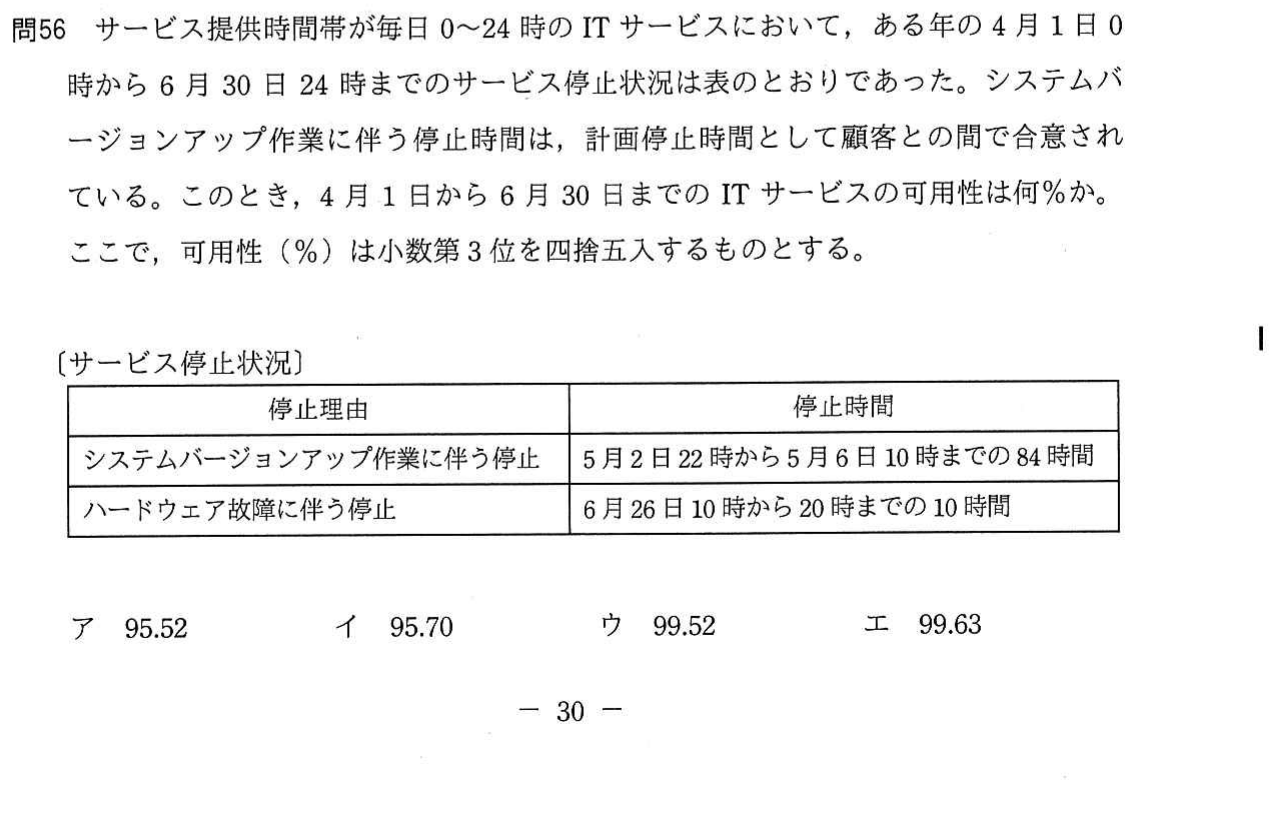 問56 サービス提供時間帯が毎日 0～24 時の IT サービスにおいて，ある年の 4 月 1 日 0
時から 6 月 30 日 24 時までのサービス停止状況は表のとおりであった。システムバ
ージョンアップ作業に伴う停止時間は，計画停止時間として顧客との間で合意され
ている。このとき，4 月 1 日から 6 月 30 日までの IT サービスの可用性は何％か。
ここで，可用性（％）は小数第 3 位を四捨五入するものとする。
〔サービス停止状況〕
停止理由 停止時間
システムバージョンアップ作業に伴う停止 5 月 2 日 22 時から 5 月 6 日 10 時までの 84 時間
ハードウェア故障に伴う停止 6 月 26 日 10 時から 20 時までの 10 時間
ア 95.52 イ 95.70 ウ 99.52 エ 99.63
－ 30 －